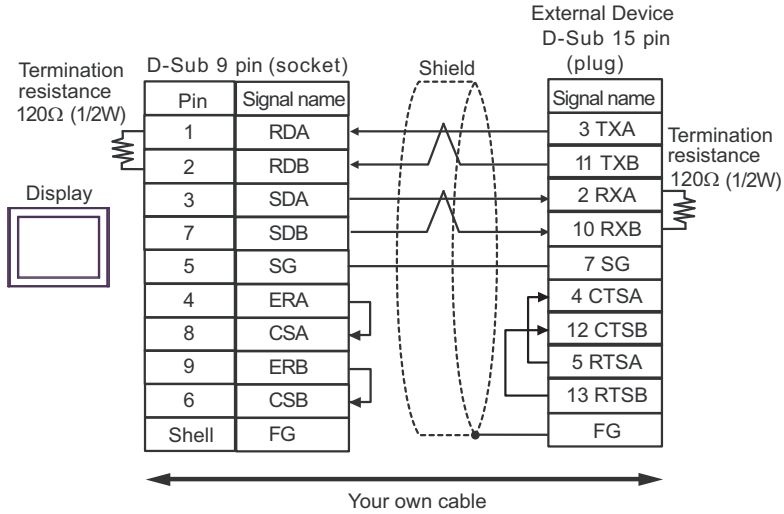 External Device
D-Sub 15 pin
(plug)
D-Sub 9 pin (socket)
Shield
Termination
resistance
120Ω (1/2W)
Pin Signal name
Signal name
1 RDA
3 TXA
2 RDB
11 TXB
Termination
resistance
120Ω (1/2W)
Display
3 SDA
2 RXA
7 SDB
10 RXB
5 SG
7 SG
4 ERA
4 CTSA
8 CSA
12 CTSB
9 ERB
5 RTSA
6 CSB
13 RTSB
Shell FG
FG
Your own cable